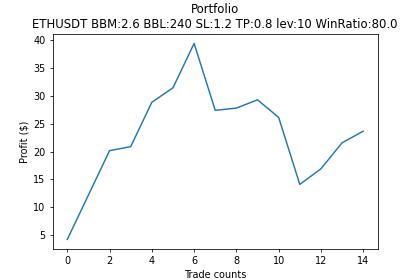 Portfolio
ETHUSDT BBM:2.6 BBL:240 SL:1.2 TP:0.8 lev:10 WinRatio:80.0
40
35
30
25
20
15
10
5
Profit ($)
0 2 4 6 8 10 12 14
Trade counts